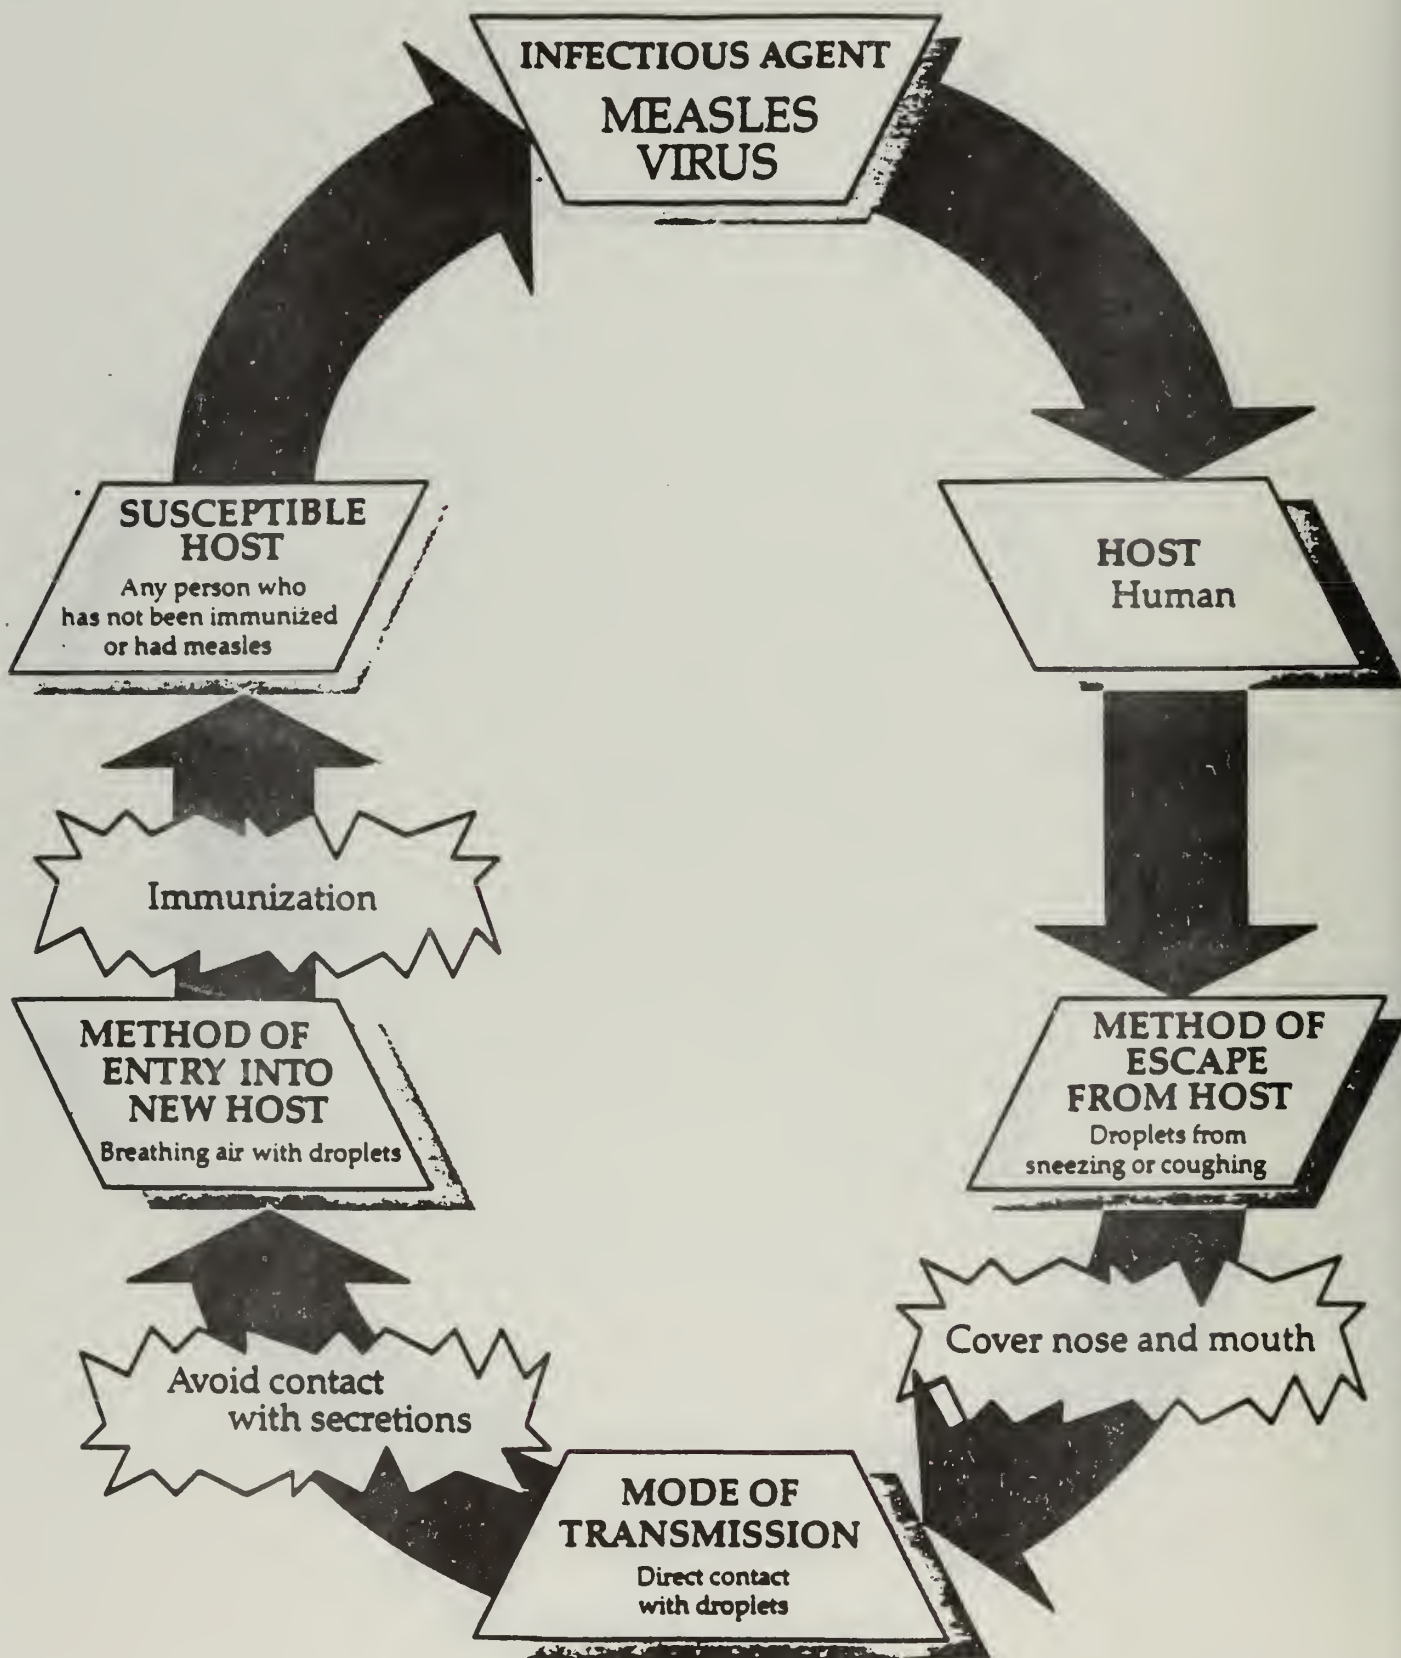 INFECTIOUS AGENT
MEASLES
VIRUS
HOST
Human
METHOD OF
ESCAPE
FROM HOST
Droplets from
sneezing or coughing
Cover nose and mouth
MODE OF
TRANSMISSION
Direct contact
with droplets
Avoid contact
with secretions
METHOD OF
ENTRY INTO
NEW HOST
Breathing air with droplets
Immunization
SUSCEPTIBLE
HOST
Any person who
has not been immunized
or had measles